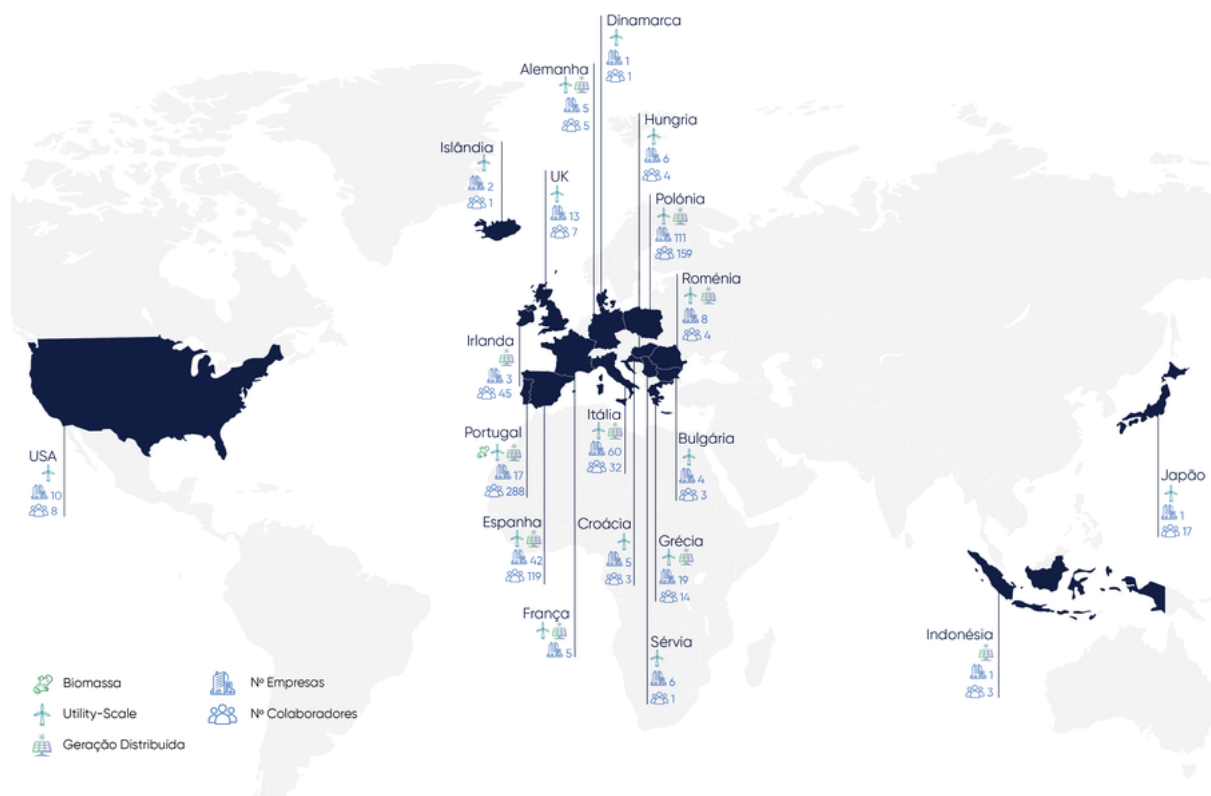 Dinamarca
1
1
Alemanha
5
5
Hungria
6
4
Islândia
2
1
UK
13
7
Polónia
111
159
Roménia
8
4
Irlanda
3
45
Itália
60
32
Portugal
17
288
Bulgária
4
3
USA
10
8
Japão
1
17
Espanha
42
119
Croácia
5
3
Grécia
19
14
França
5
Sérvia
6
1
Indonésia
1
3
Biomassa
Utility-Scale
Geração Distribuída
Nº Empresas
Nº Colaboradores